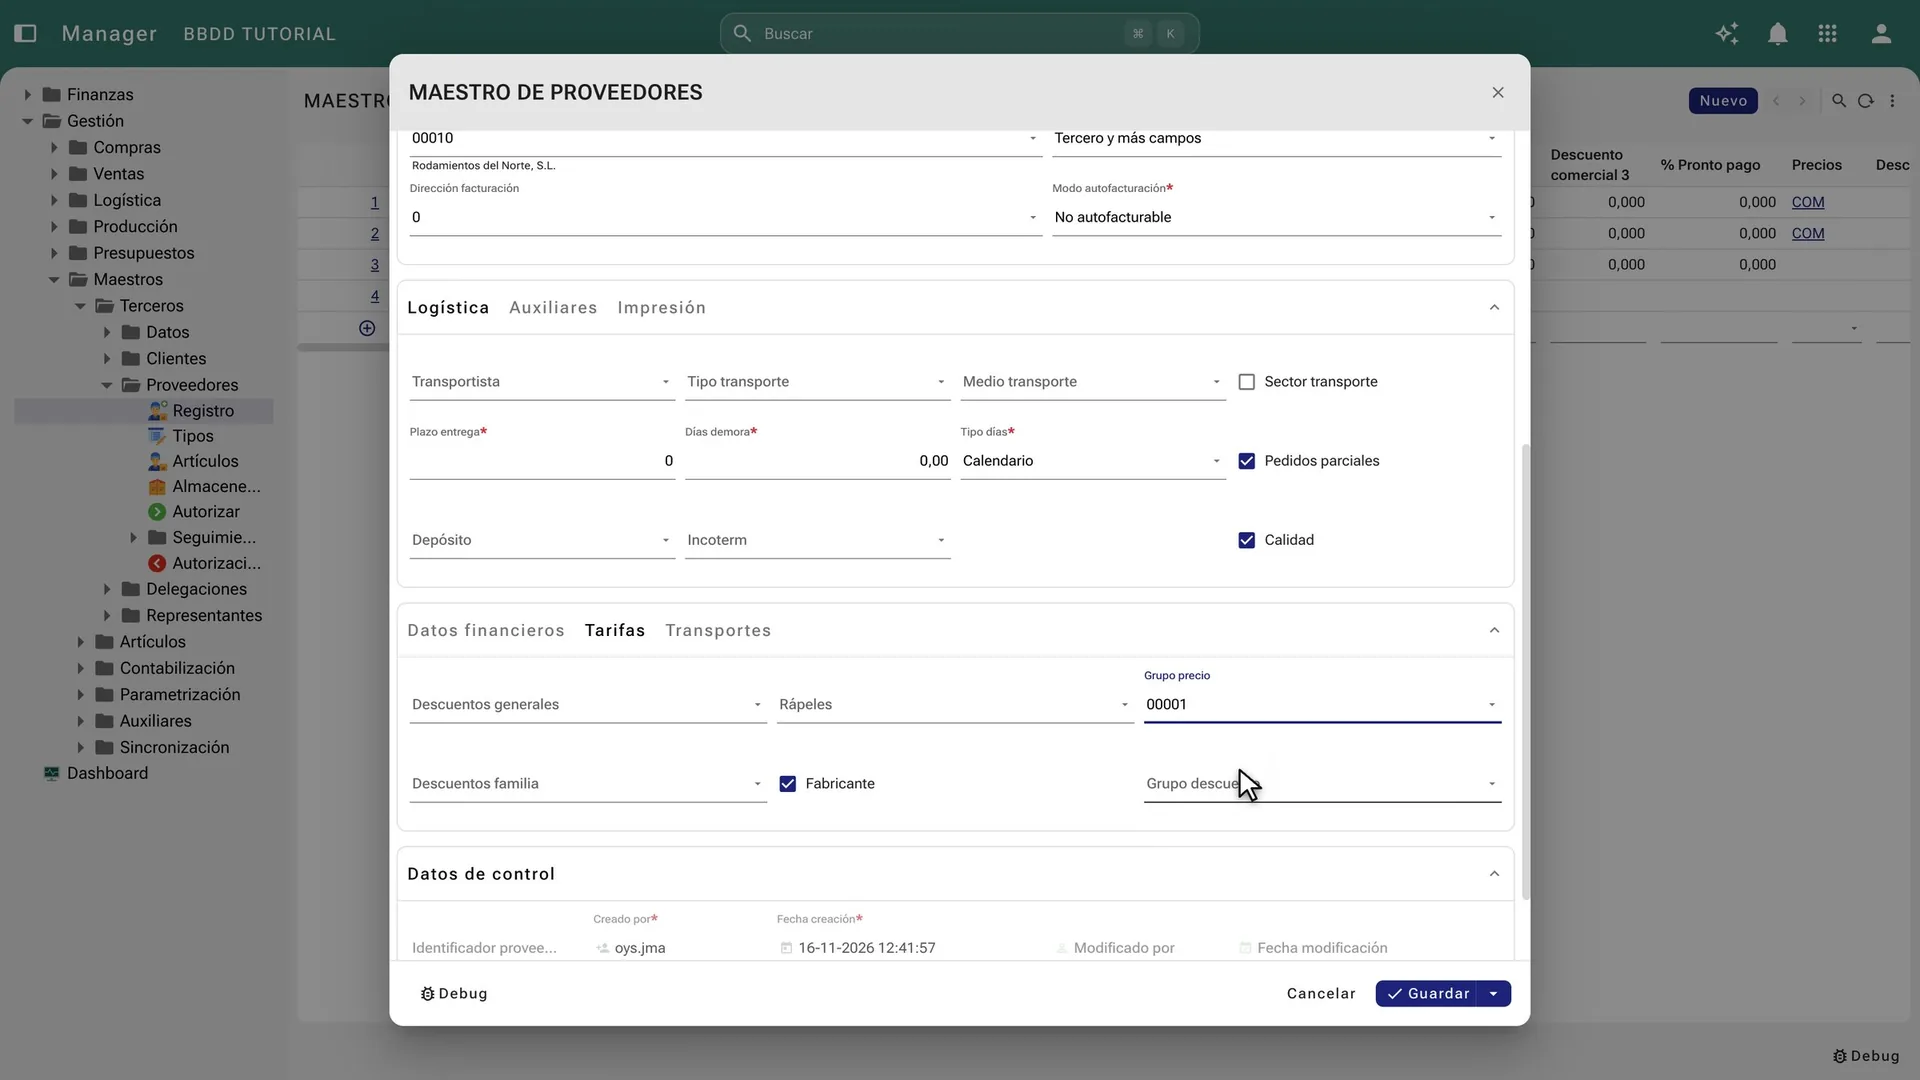 Manager BBDD TUTORIAL
Buscar ⌘ K
Finanzas
Gestión
Compras
Ventas
Logística
Producción
Presupuestos
Maestros
Terceros
Datos
Clientes
Proveedores
Registro
Tipos
Artículos
Almacene...
Autorizar
Seguimie...
Autorizaci...
Delegaciones
Representantes
Artículos
Contabilización
Parametrización
Auxiliares
Sincronización
Dashboard
MAESTRO
1
2
3
4
Nuevo
Descuento comercial 3 % Pronto pago Precios Desc
0,000 0,000 COM
0,000 0,000 COM
0,000 0,000
MAESTRO DE PROVEEDORES
00010 Tercero y más campos
Rodamientos del Norte, S.L.
Dirección facturación Modo autofacturación*
0 No autofacturable
Logística Auxiliares Impresión
Transportista Tipo transporte Medio transporte Sector transporte
Plazo entrega* Días demora* Tipo días*
0 0,00 Calendario Pedidos parciales
Depósito Incoterm Calidad
Datos financieros Tarifas Transportes
Grupo precio
Descuentos generales Rápeles 00001
Descuentos familia Fabricante Grupo descue
Datos de control
Creado por* Fecha creación*
Identificador provee... oys.jma 16-11-2026 12:41:57 Modificado por Fecha modificación
Debug Cancelar Guardar
Debug